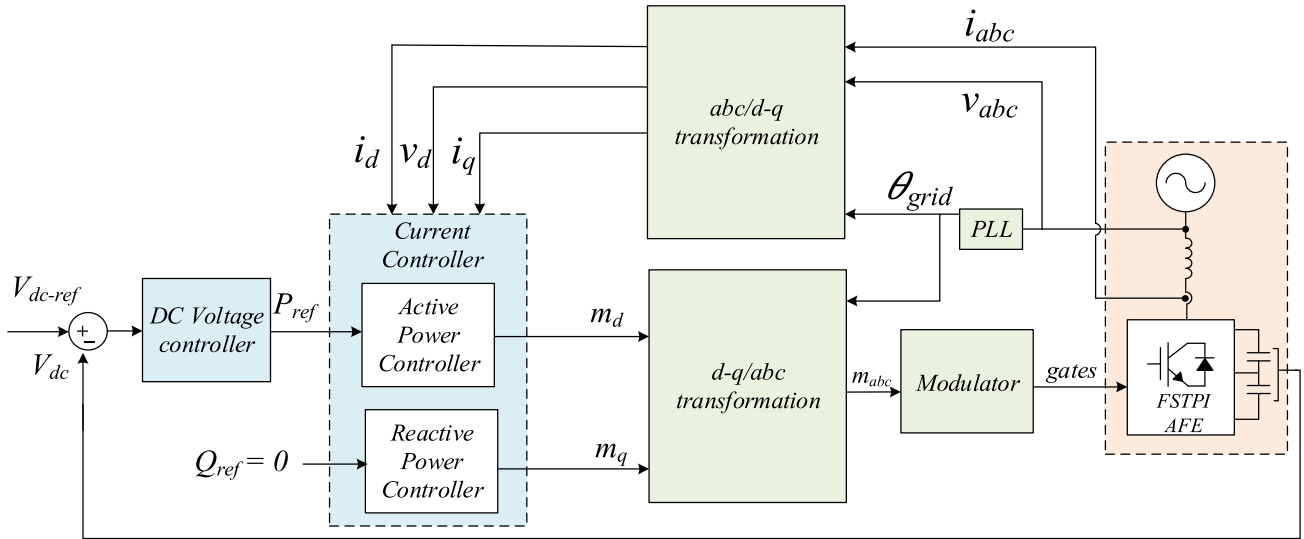 i_abc
abc/d-q
transformation
v_abc
i_d
v_d
i_q
θ_grid
PLL
Current
Controller
V_dc-ref
+
−
V_dc
DC Voltage
controller
P_ref
Active
Power
Controller
m_d
d-q/abc
transformation
m_abc
Modulator
gates
FSTPI
AFE
Q_ref = 0
Reactive
Power
Controller
m_q